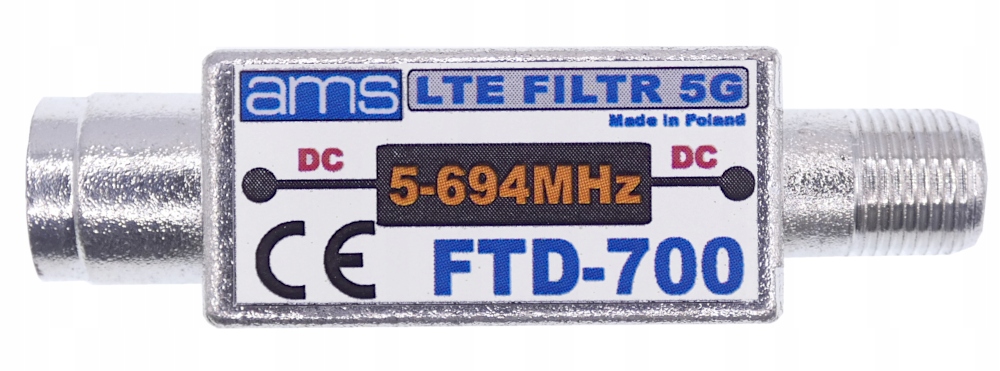 ams LTE FILTR 5G
Made in Poland
DC DC
5-694MHz
CE FTD-700